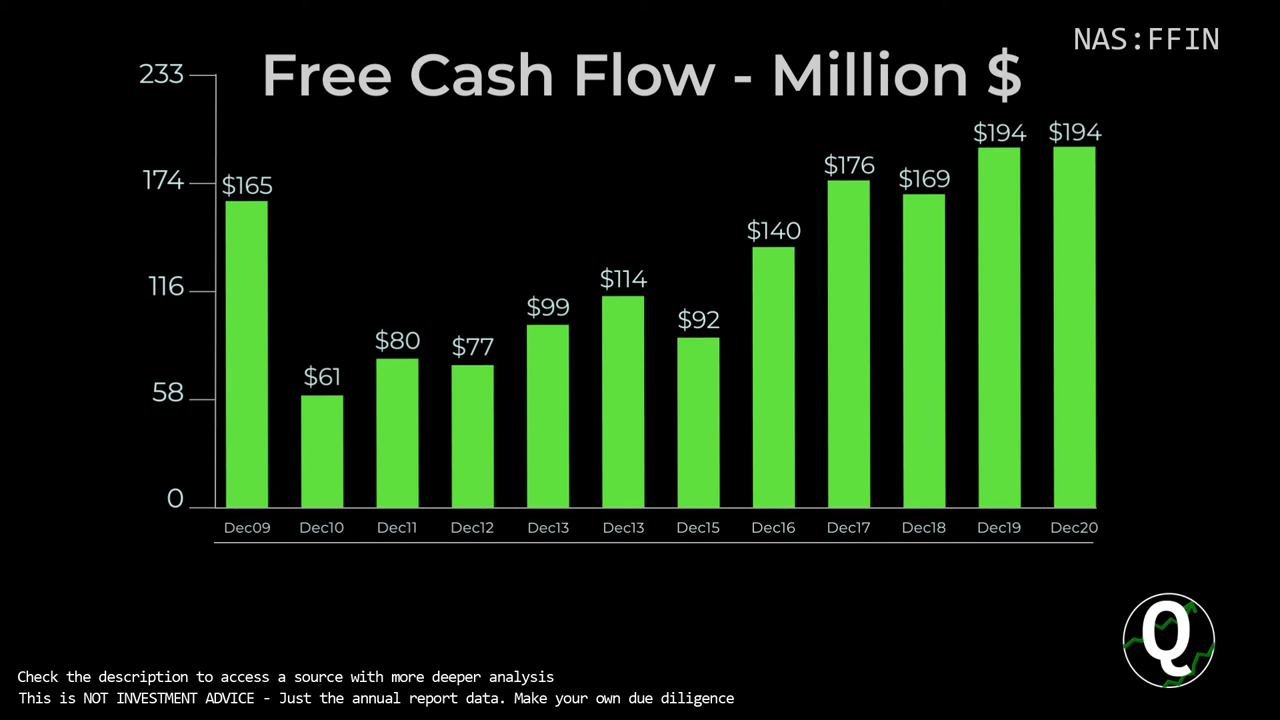 NAS:FFIN
Free Cash Flow - Million $
233
174
116
58
0
$165
$61
$80
$77
$99
$114
$92
$140
$176
$169
$194
$194
Dec09 Dec10 Dec11 Dec12 Dec13 Dec13 Dec15 Dec16 Dec17 Dec18 Dec19 Dec20
Q
Check the description to access a source with more deeper analysis
This is NOT INVESTMENT ADVICE - Just the annual report data. Make your own due diligence